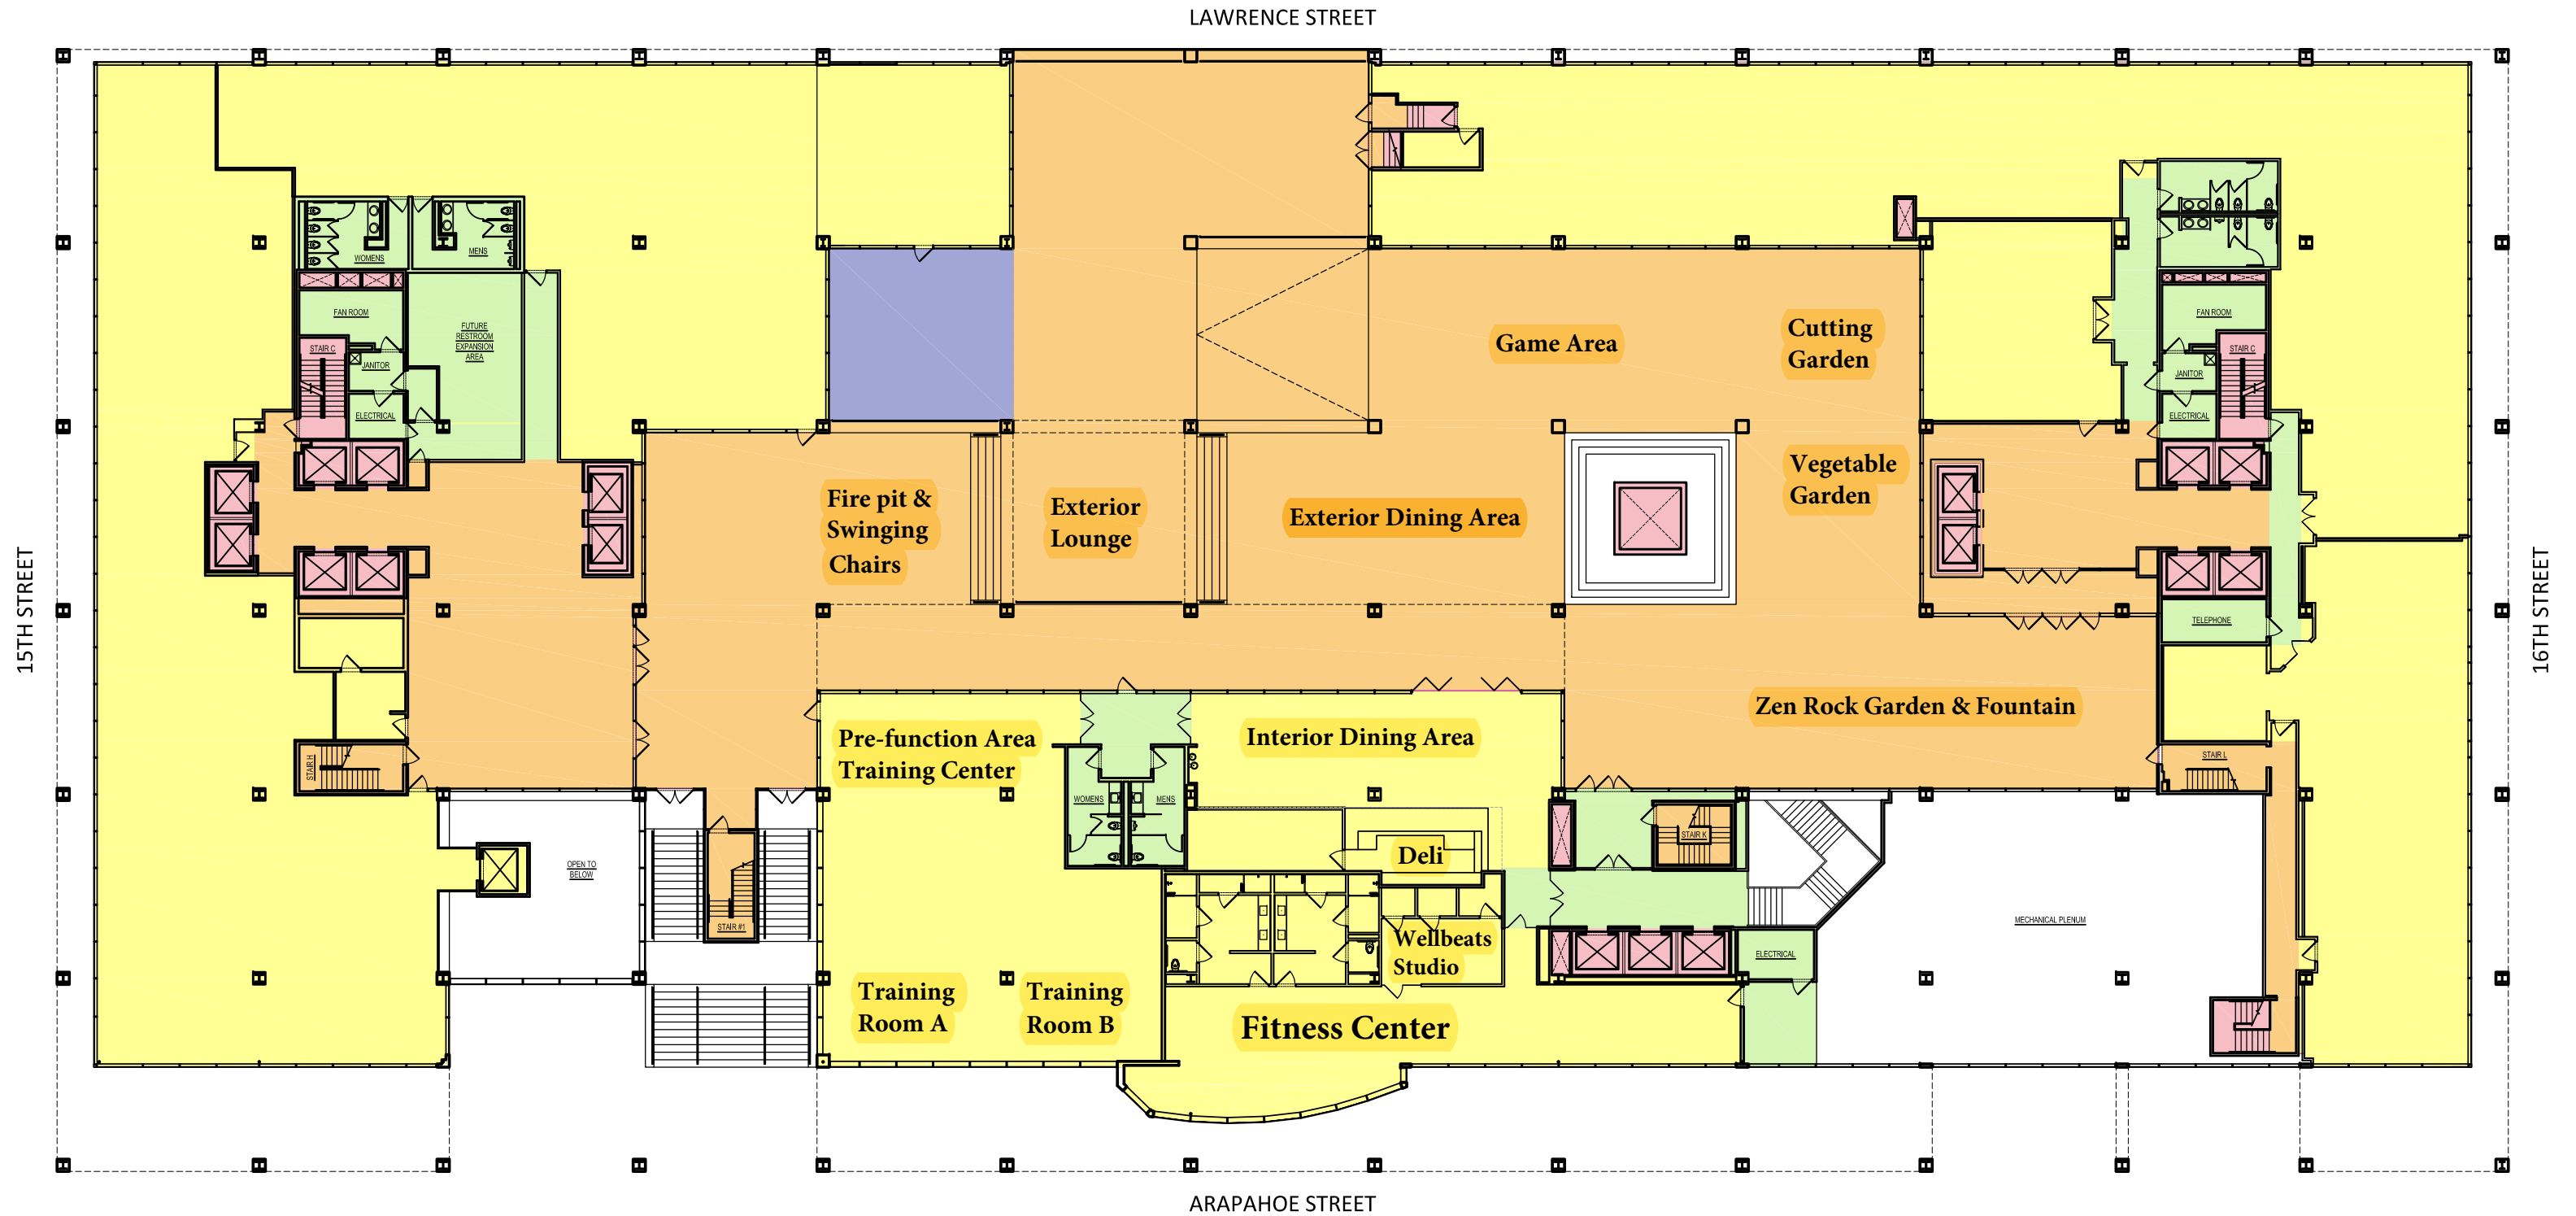 LAWRENCE STREET
WOMENS
MENS
FAN ROOM
FUTURE
RESTROOM
EXPANSION
AREA
STAIR C
JANITOR
ELECTRICAL
Game Area
Cutting
Garden
FAN ROOM
STAIR C
JANITOR
ELECTRICAL
Fire pit &
Swinging
Chairs
Exterior
Lounge
Exterior Dining Area
Vegetable
Garden
15TH STREET
16TH STREET
TELEPHONE
Zen Rock Garden & Fountain
Pre-function Area
Training Center
Interior Dining Area
STAIR H
STAIR L
WOMENS
MENS
STAIR K
OPEN TO
BELOW
Deli
STAIR #1
MECHANICAL PLENUM
Wellbeats
Studio
ELECTRICAL
Training
Room A
Training
Room B
Fitness Center
ARAPAHOE STREET